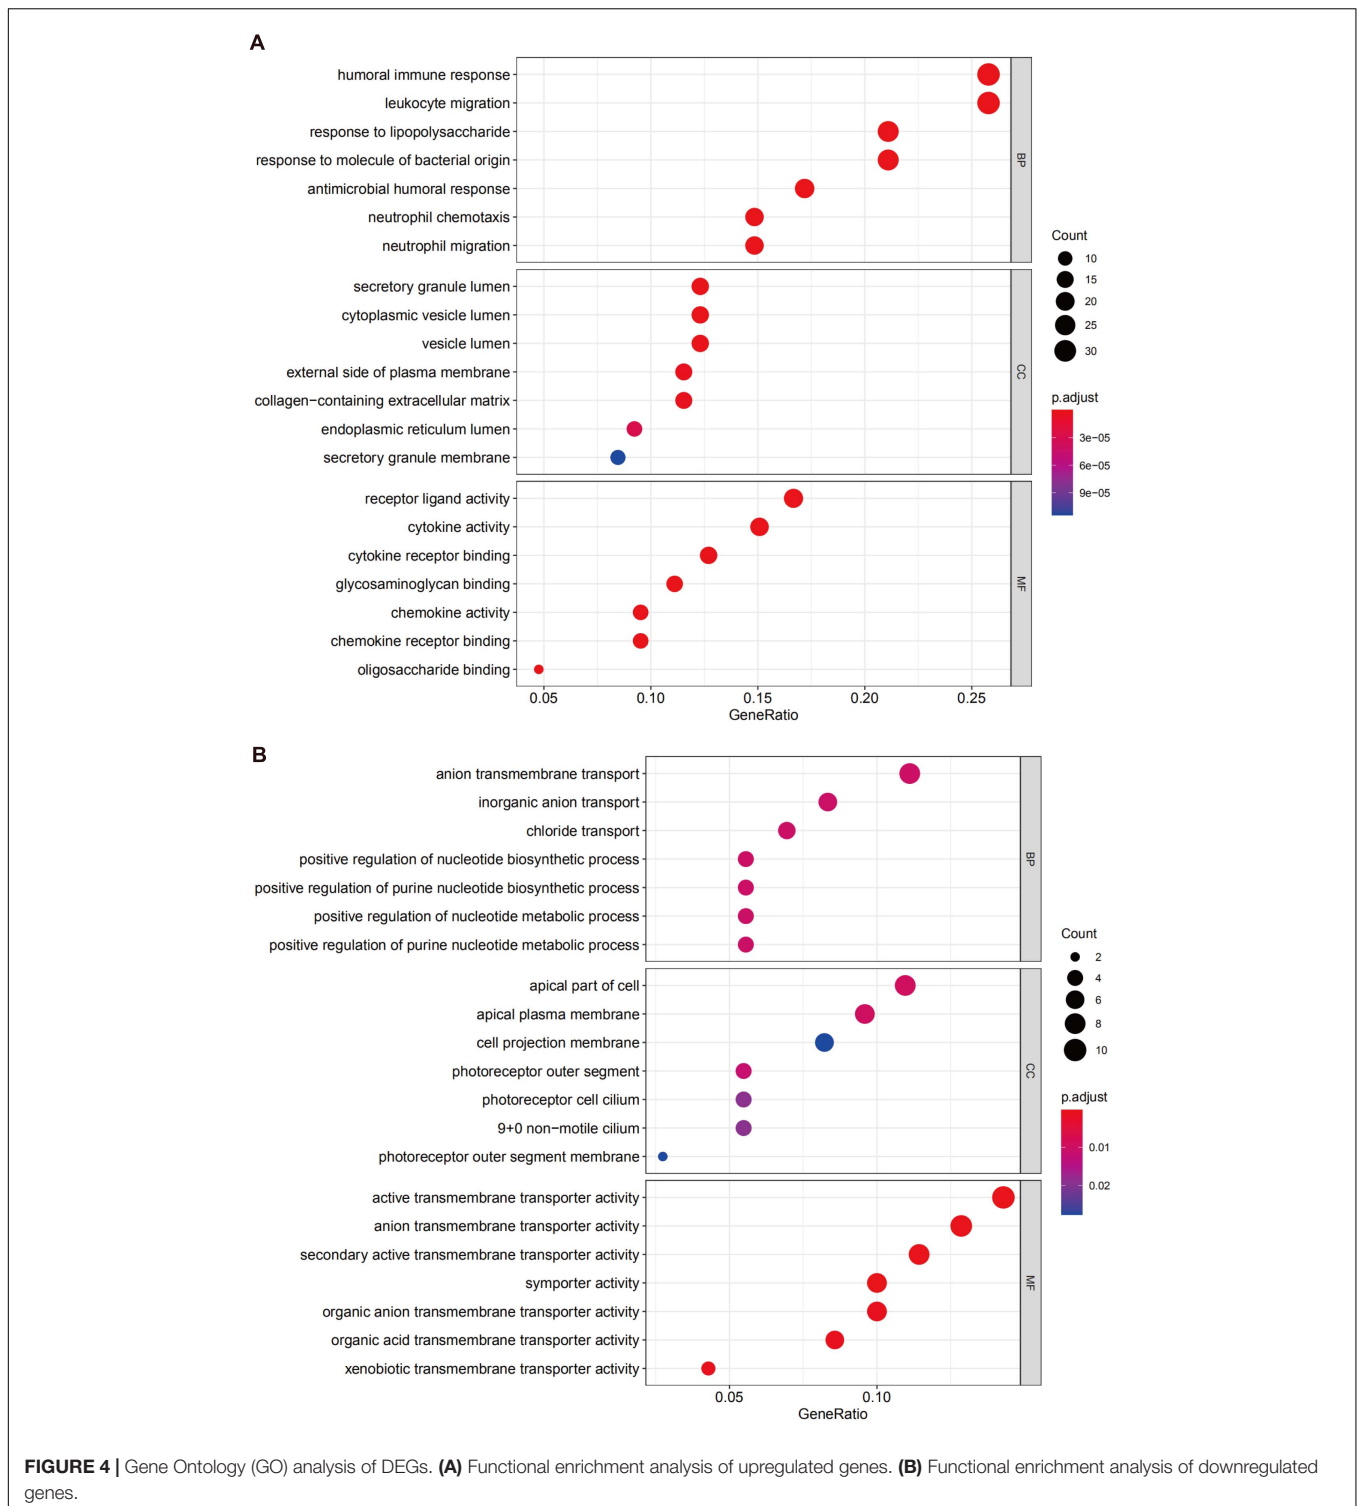 A
humoral immune response
leukocyte migration
response to lipopolysaccharide
response to molecule of bacterial origin
antimicrobial humoral response
neutrophil chemotaxis
neutrophil migration
BP
secretory granule lumen
cytoplasmic vesicle lumen
vesicle lumen
external side of plasma membrane
collagen−containing extracellular matrix
endoplasmic reticulum lumen
secretory granule membrane
CC
receptor ligand activity
cytokine activity
cytokine receptor binding
glycosaminoglycan binding
chemokine activity
chemokine receptor binding
oligosaccharide binding
MF
0.05 0.10 0.15 0.20 0.25
GeneRatio
Count
10
15
20
25
30
p.adjust
3e−05
6e−05
9e−05
B
anion transmembrane transport
inorganic anion transport
chloride transport
positive regulation of nucleotide biosynthetic process
positive regulation of purine nucleotide biosynthetic process
positive regulation of nucleotide metabolic process
positive regulation of purine nucleotide metabolic process
BP
apical part of cell
apical plasma membrane
cell projection membrane
photoreceptor outer segment
photoreceptor cell cilium
9+0 non−motile cilium
photoreceptor outer segment membrane
CC
active transmembrane transporter activity
anion transmembrane transporter activity
secondary active transmembrane transporter activity
symporter activity
organic anion transmembrane transporter activity
organic acid transmembrane transporter activity
xenobiotic transmembrane transporter activity
MF
0.05 0.10
GeneRatio
Count
2
4
6
8
10
p.adjust
0.01
0.02
FIGURE 4 | Gene Ontology (GO) analysis of DEGs. (A) Functional enrichment analysis of upregulated genes. (B) Functional enrichment analysis of downregulated
genes.